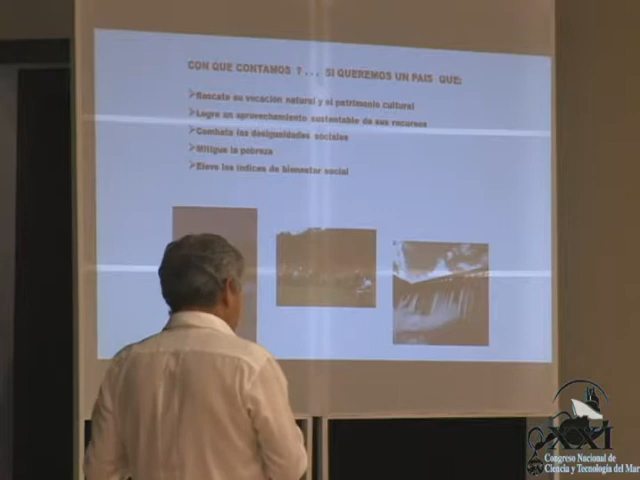 CON QUE CONTAMOS ? . . . SI QUEREMOS UN PAIS QUE:
Rescate su vocación natural y el patrimonio cultural
Logre un aprovechamiento sustentable de sus recursos
Combata las desigualdades sociales
Mitigue la pobreza
Eleve los índices de bienestar social
XXI
Congreso Nacional de
Ciencia y Tecnología del Mar